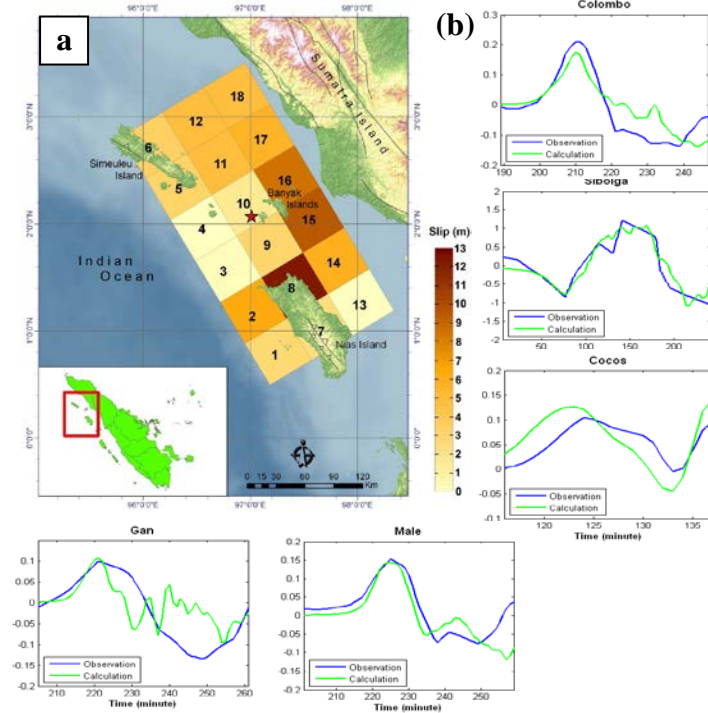 a
(b)
Sumatra Island
Simeuleu Island
Banyak Islands
Indian Ocean
Nias Island
18
12
17
6
11
16
5
10
15
4
9
14
3
8
13
2
7
1
3°0'0"N
2°0'0"N
1°0'0"N
0°0'0"
96°0'0"E
97°0'0"E
98°0'0"E
0 15 30 60 90 120
Km
Slip (m)
13
12
11
10
9
8
7
6
5
4
3
2
1
0
Colombo
0.3
0.2
0.1
0
-0.1
-0.2
190 200 210 220 230 240
Observation
Calculation
Sibolga
2
1.5
1
0.5
0
-0.5
-1
-1.5
-2
50 100 150 200
Observation
Calculation
Cocos
0.2
0.15
0.1
0.05
0
-0.05
-0.1
120 125 130 135
Observation
Calculation
Time (minute)
Gan
0.1
0.05
0
-0.05
-0.1
-0.15
-0.2
210 220 230 240 250 260
Observation
Calculation
Time (minute)
Male
0.2
0.15
0.1
0.05
0
-0.05
-0.1
-0.15
-0.2
210 220 230 240 250
Observation
Calculation
Time (minute)